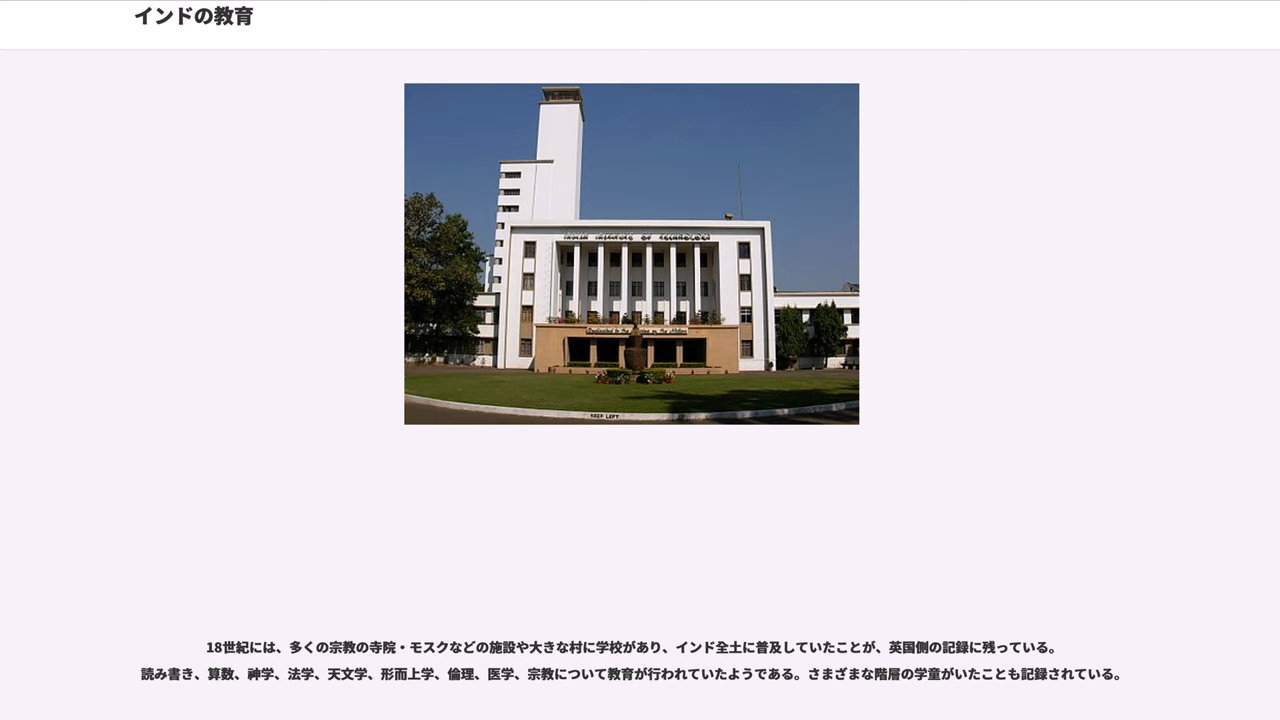 インドの教育
INDIAN INSTITUTE OF TECHNOLOGY
KEEP LEFT
18世紀には、多くの宗教の寺院・モスクなどの施設や大きな村に学校があり、インド全土に普及していたことが、英国側の記録に残っている。
読み書き、算数、神学、法学、天文学、形而上学、倫理、医学、宗教について教育が行われていたようである。さまざまな階層の学童がいたことも記録されている。